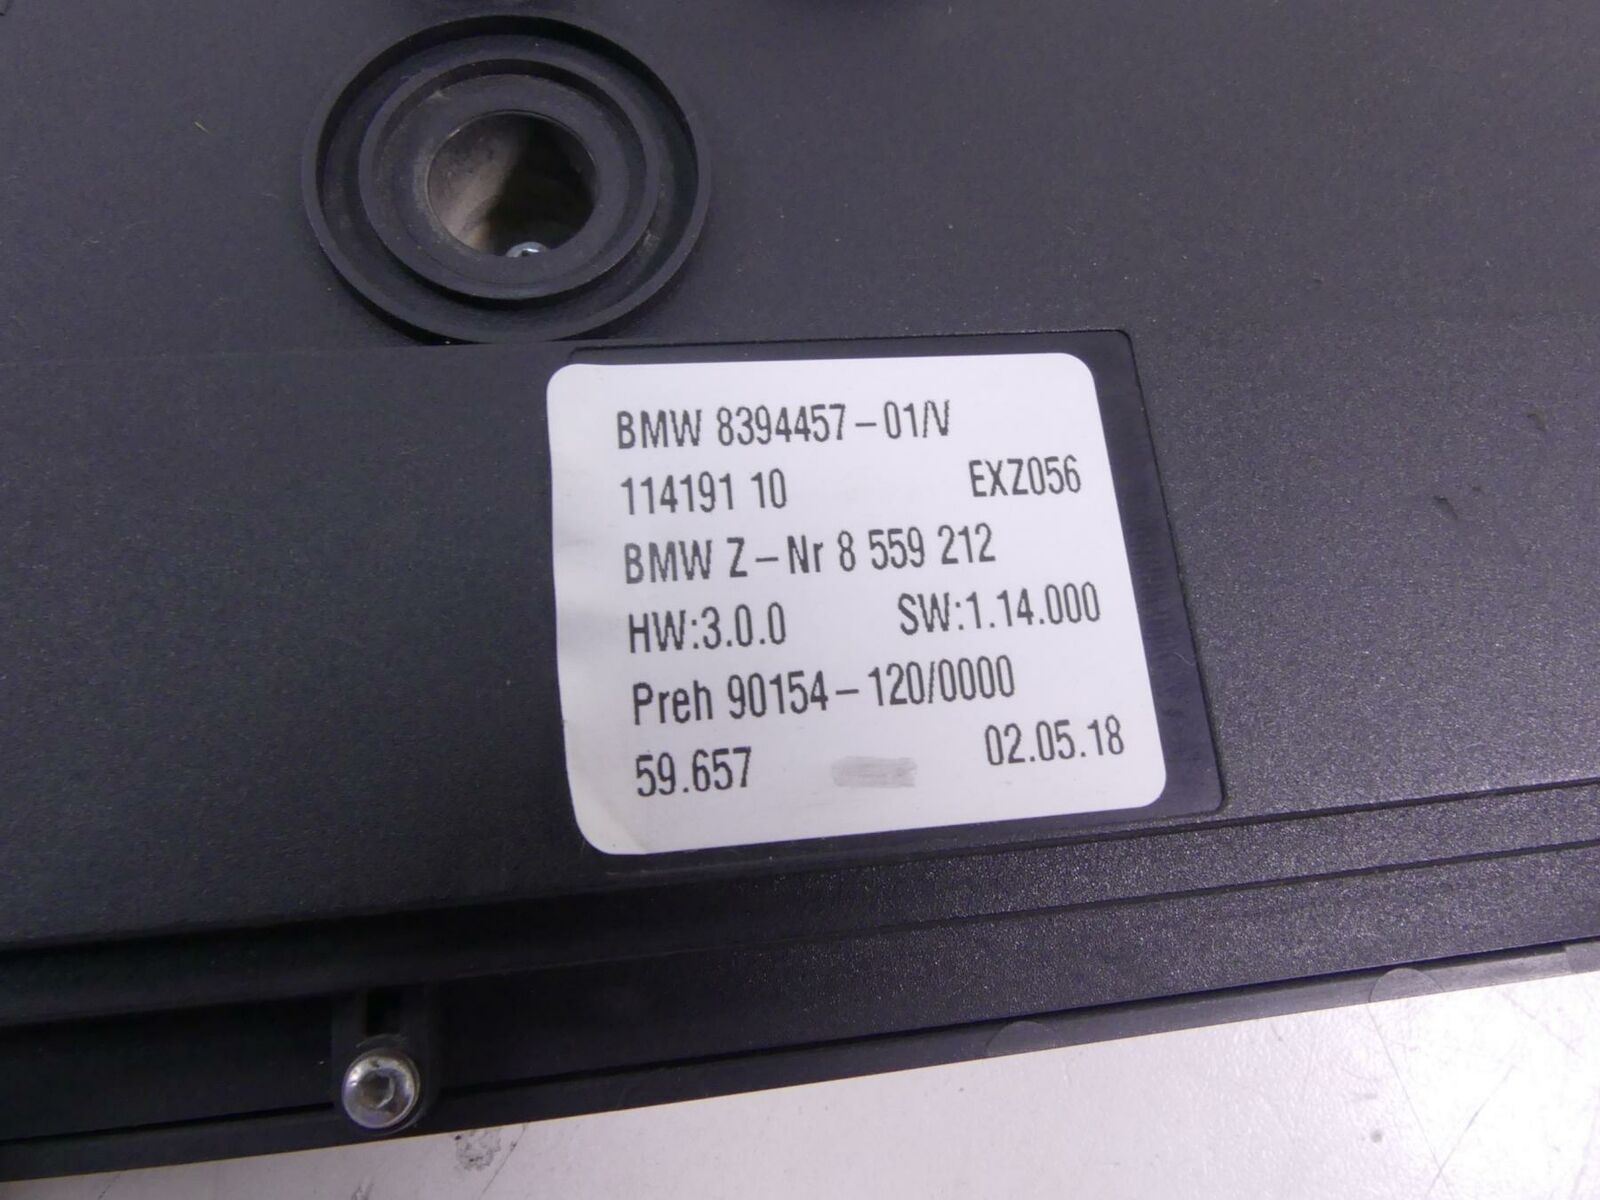 BMW 8394457-01/V
114191 10 EXZ056
BMW Z-Nr 8 559 212
HW:3.0.0 SW:1.14.000
Preh 90154-120/0000
59.657 02.05.18